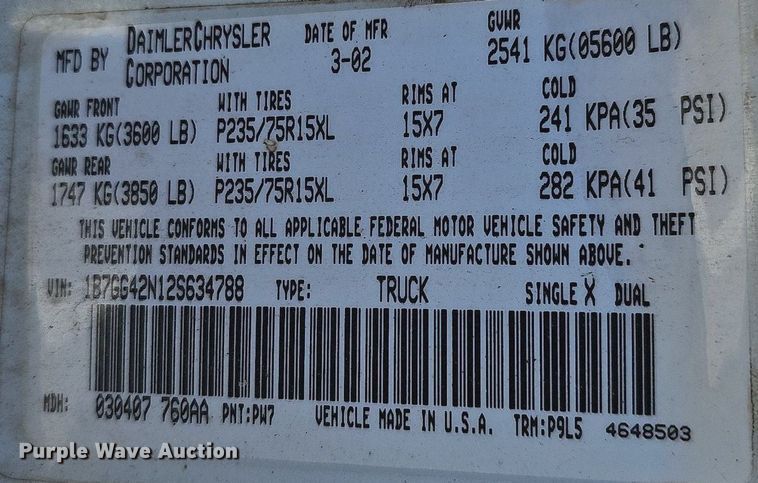 MFD BY DAIMLERCHRYSLER CORPORATION DATE OF MFR 3-02 GVWR 2541 KG(05600 LB)
GAWR FRONT WITH TIRES RIMS AT COLD
1633 KG(3600 LB) P235/75R15XL 15X7 241 KPA(35 PSI)
GAWR REAR WITH TIRES RIMS AT COLD
1747 KG(3850 LB) P235/75R15XL 15X7 282 KPA(41 PSI)
THIS VEHICLE CONFORMS TO ALL APPLICABLE FEDERAL MOTOR VEHICLE SAFETY AND THEFT
PREVENTION STANDARDS IN EFFECT ON THE DATE OF MANUFACTURE SHOWN ABOVE.
VIN: 1B7GG42N12S634788 TYPE: TRUCK SINGLE X DUAL
MDH: 030407 760AA PNT:PW7 VEHICLE MADE IN U.S.A. TRM:P9L5 4648503
Purple Wave Auction